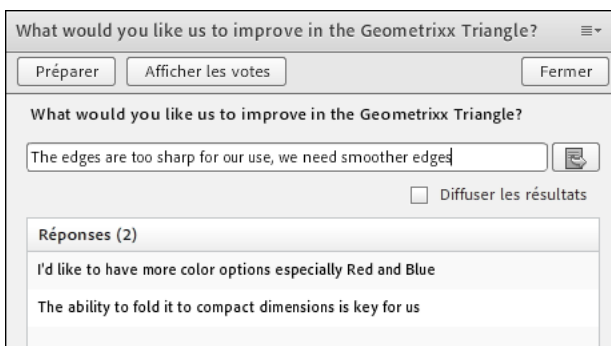 What would you like us to improve in the Geometrixx Triangle?
Préparer Afficher les votes Fermer
What would you like us to improve in the Geometrixx Triangle?
The edges are too sharp for our use, we need smoother edges
Diffuser les résultats
Réponses (2)
I'd like to have more color options especially Red and Blue
The ability to fold it to compact dimensions is key for us